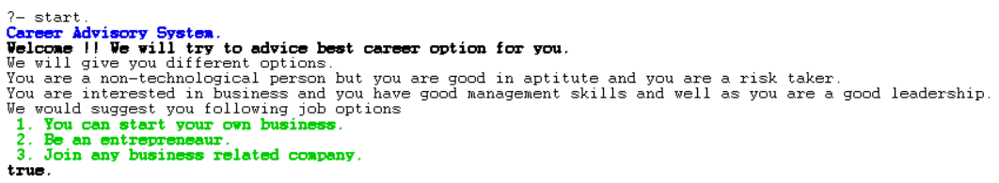 ?- start.
Career Advisory System.
Welcome !! We will try to advice best career option for you.
We will give you different options.
You are a non-technological person but you are good in aptitute and you are a risk taker.
You are interested in business and you have good management skills and well as you are a good leadership.
We would suggest you following job options
1. You can start your own business.
2. Be an entrepreneaur.
3. Join any business related company.
true.